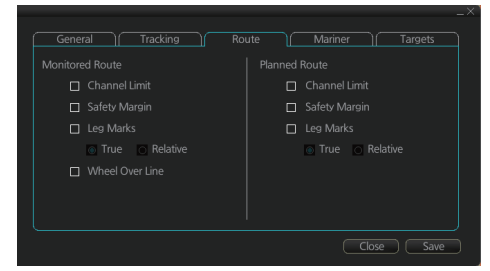 General Tracking Route Mariner Targets
Monitored Route
Channel Limit
Safety Margin
Leg Marks
True Relative
Wheel Over Line
Planned Route
Channel Limit
Safety Margin
Leg Marks
True Relative
Close Save